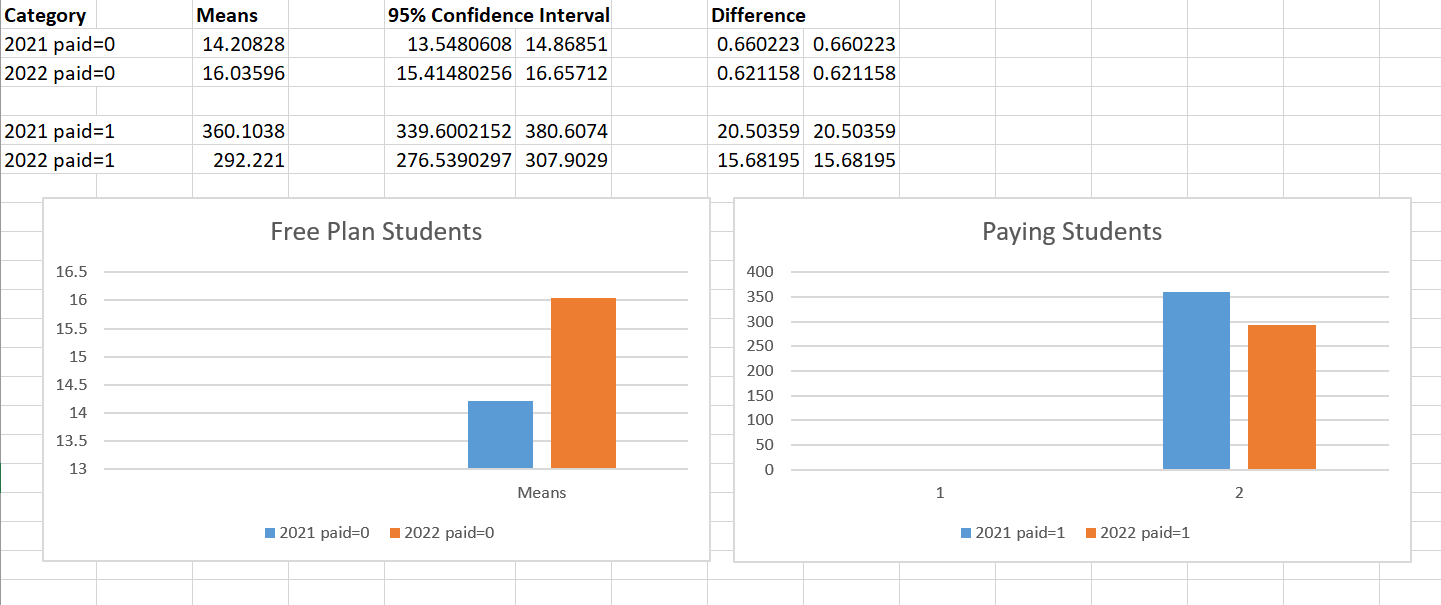 Category Means 95% Confidence Interval Difference
2021 paid=0 14.20828 13.5480608 14.86851 0.660223 0.660223
2022 paid=0 16.03596 15.41480256 16.65712 0.621158 0.621158
2021 paid=1 360.1038 339.6002152 380.6074 20.50359 20.50359
2022 paid=1 292.221 276.5390297 307.9029 15.68195 15.68195
Free Plan Students
16.5
16
15.5
15
14.5
14
13.5
13
Means
2021 paid=0 2022 paid=0
Paying Students
400
350
300
250
200
150
100
50
0
1 2
2021 paid=1 2022 paid=1